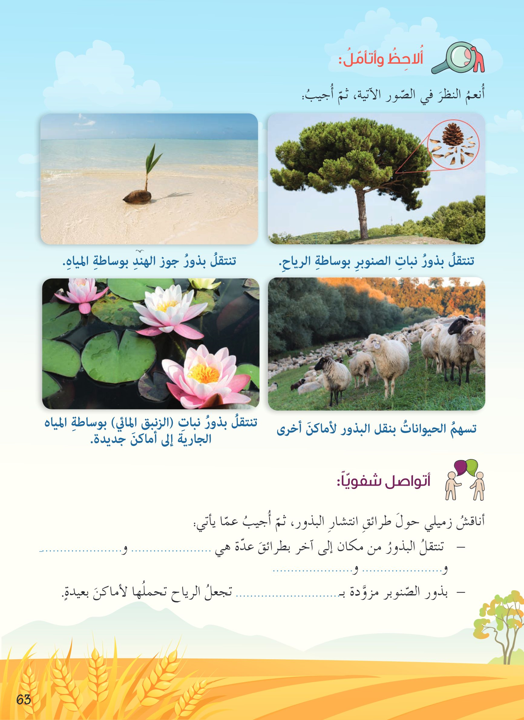 أُلاحِظُ وأتأمّلُ:
أُنعمُ النظرَ في الصّور الآتية، ثمّ أُجيبُ:
تنتقلُ بذورُ نباتِ الصنوبرِ بوساطةِ الرياحِ.
تنتقلُ بذورُ جوز الهندِ بوساطةِ المياهِ.
تسهمُ الحيواناتُ بنقل البذور لأماكنَ أخرى
تنتقلُ بذورُ نباتِ (الزنبق المائي) بوساطةِ المياه
الجارية إلى أماكنَ جديدة.
أتواصل شفويّاً:
أناقشُ زميلي حولَ طرائقِ انتشارِ البذور، ثمّ أُجيبُ عمّا يأتي:
– تنتقلُ البذورُ من مكان إلى آخر بطرائقَ عدّة هي ..................... و.....................
و..................... و.....................
– بذور الصّنوبر مزوَّدة بـ........................... تجعلُ الرياح تحملُها لأماكنَ بعيدةٍ.
63